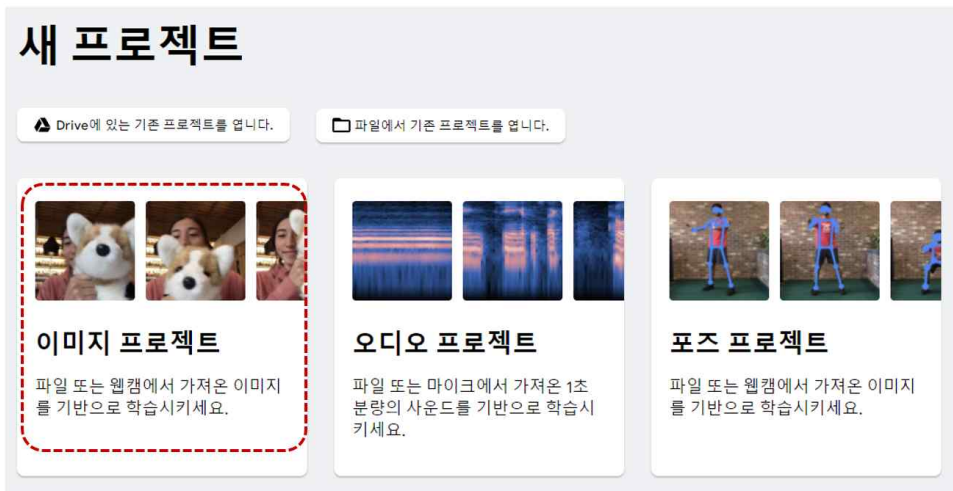 새 프로젝트
Drive에 있는 기존 프로젝트를 엽니다.
파일에서 기존 프로젝트를 엽니다.
이미지 프로젝트
파일 또는 웹캠에서 가져온 이미지
를 기반으로 학습시키세요.
오디오 프로젝트
파일 또는 마이크에서 가져온 1초
분량의 사운드를 기반으로 학습시
키세요.
포즈 프로젝트
파일 또는 웹캠에서 가져온 이미지
를 기반으로 학습시키세요.